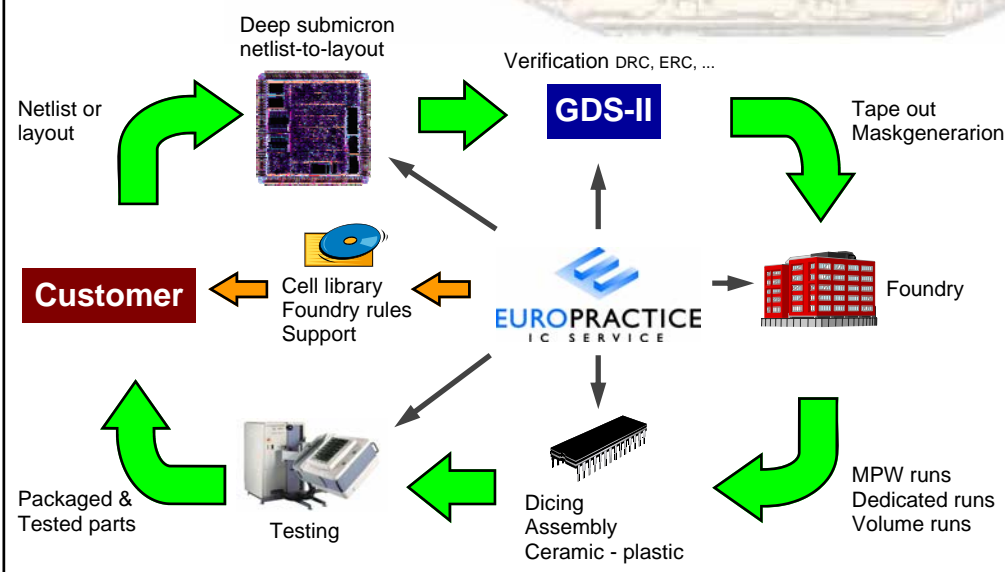 Deep submicron
netlist-to-layout
Verification DRC, ERC, ...
GDS-II
Netlist or
layout
Tape out
Maskgenerarion
Customer
Cell library
Foundry rules
Support
EUROPRACTICE
IC SERVICE
Foundry
Packaged &
Tested parts
Testing
Dicing
Assembly
Ceramic - plastic
MPW runs
Dedicated runs
Volume runs